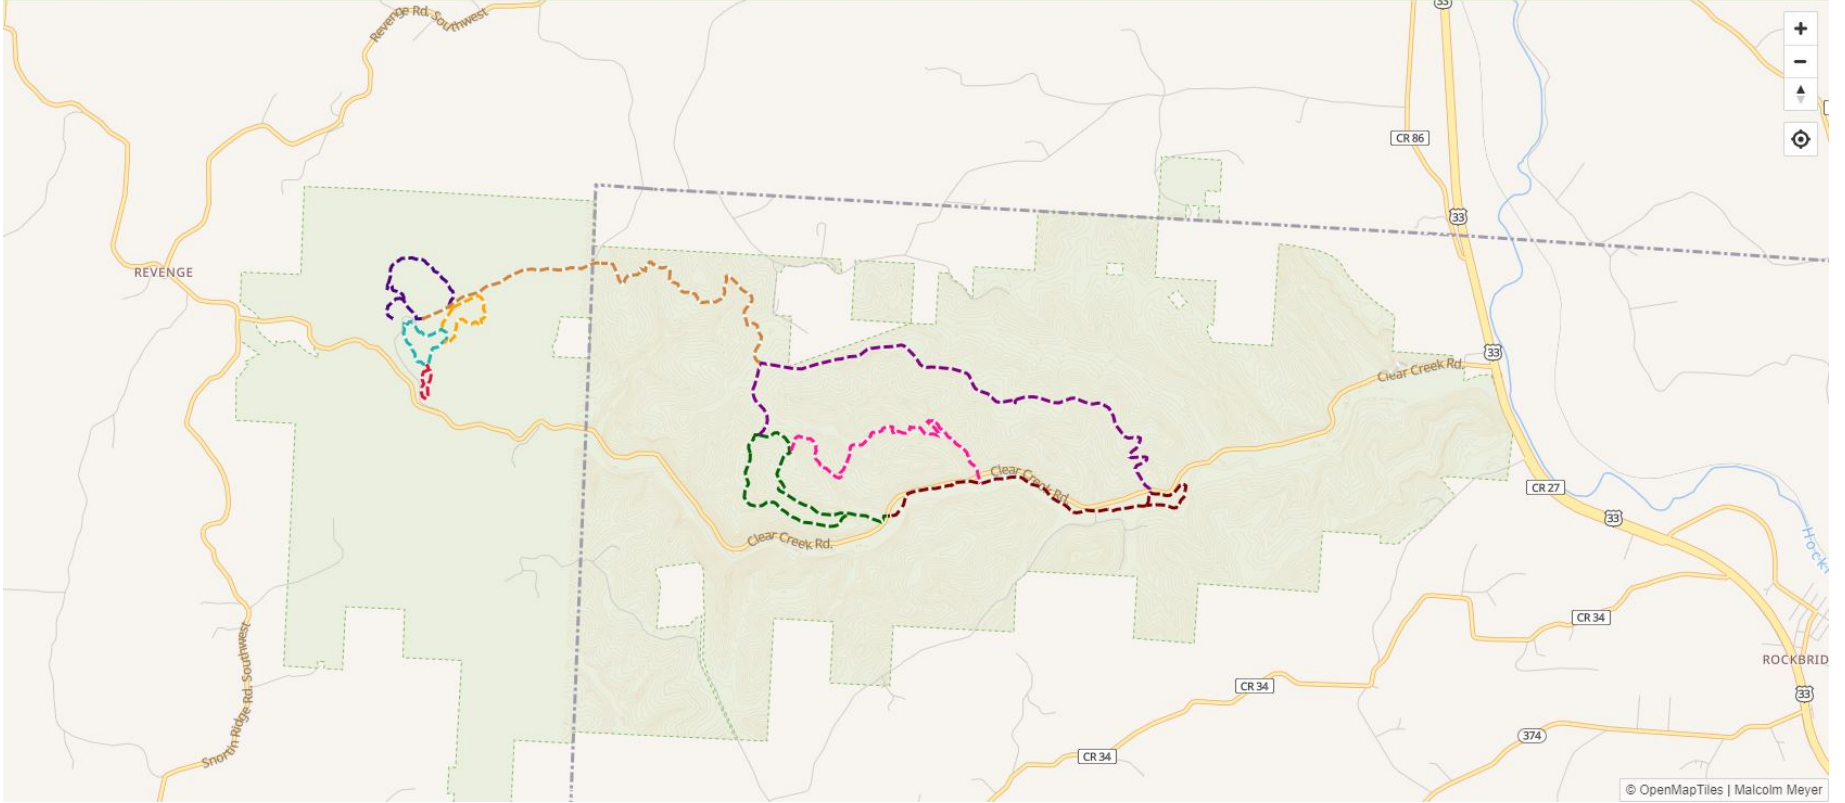 33
Revenge Rd. Southwest
+
−
CR 86
33
REVENGE
33
Clear Creek Rd.
Clear Creek Rd.
CR 27
33
Clear Creek Rd.
Hock
CR 34
Snortin Ridge Rd. Southwest
ROCKBRID
CR 34
33
374
CR 34
© OpenMapTiles | Malcolm Meyer